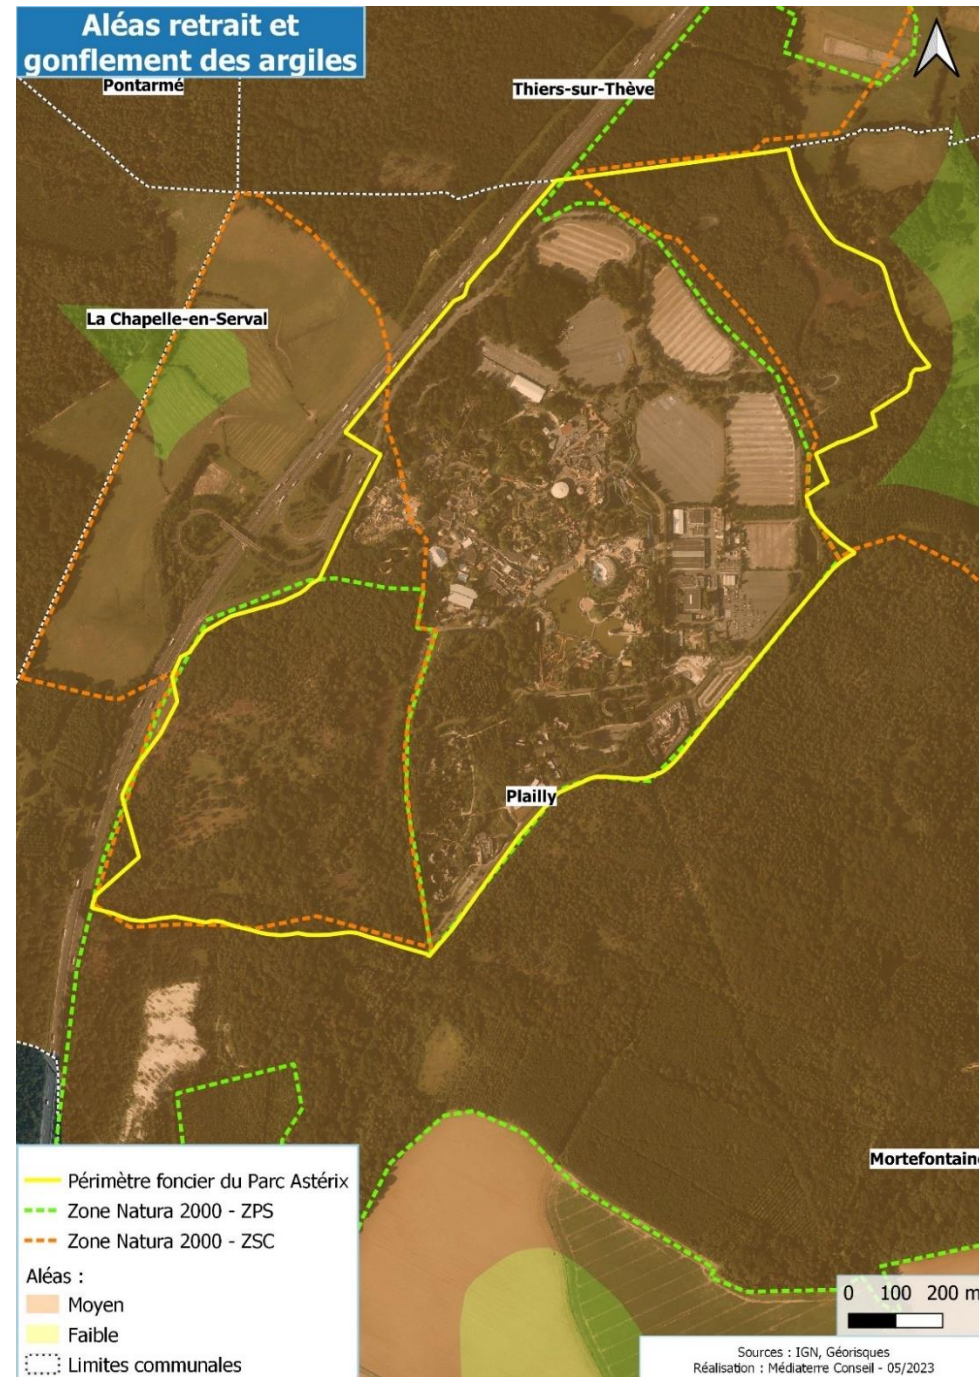 Aléas retrait et
gonflement des argiles
Pontarmé
Thiers-sur-Thève
La Chapelle-en-Serval
Plailly
Mortefontaine
Périmètre foncier du Parc Astérix
Zone Natura 2000 - ZPS
Zone Natura 2000 - ZSC
Aléas :
Moyen
Faible
Limites communales
0 100 200 m
Sources : IGN, Géorisques
Réalisation : Médiaterre Conseil - 05/2023